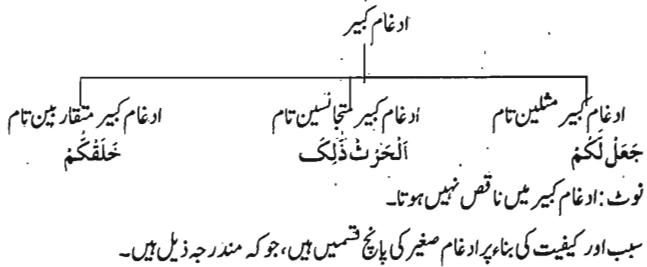 ادغام کبیر
ادغام کبیر مثلین تام ادغام کبیر متجانسین تام ادغام کبیر متقاربین تام
جَعَلْ لَكُمْ اَلْحَرْثْ ذَّلِكَ خَلَقْكُّمْ
نوٹ: ادغام کبیر میں ناقص نہیں ہوتا۔
سبب اور کیفیت کی بناء پر ادغام صغیر کی پانچ قسمیں ہیں، جو کہ مندرجہ ذیل ہیں۔